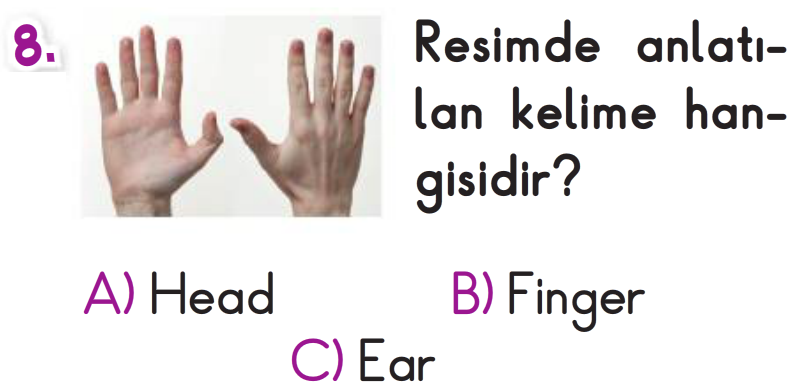 8.
Resimde anlatı-
lan kelime han-
gisidir?
A) Head
B) Finger
C) Ear